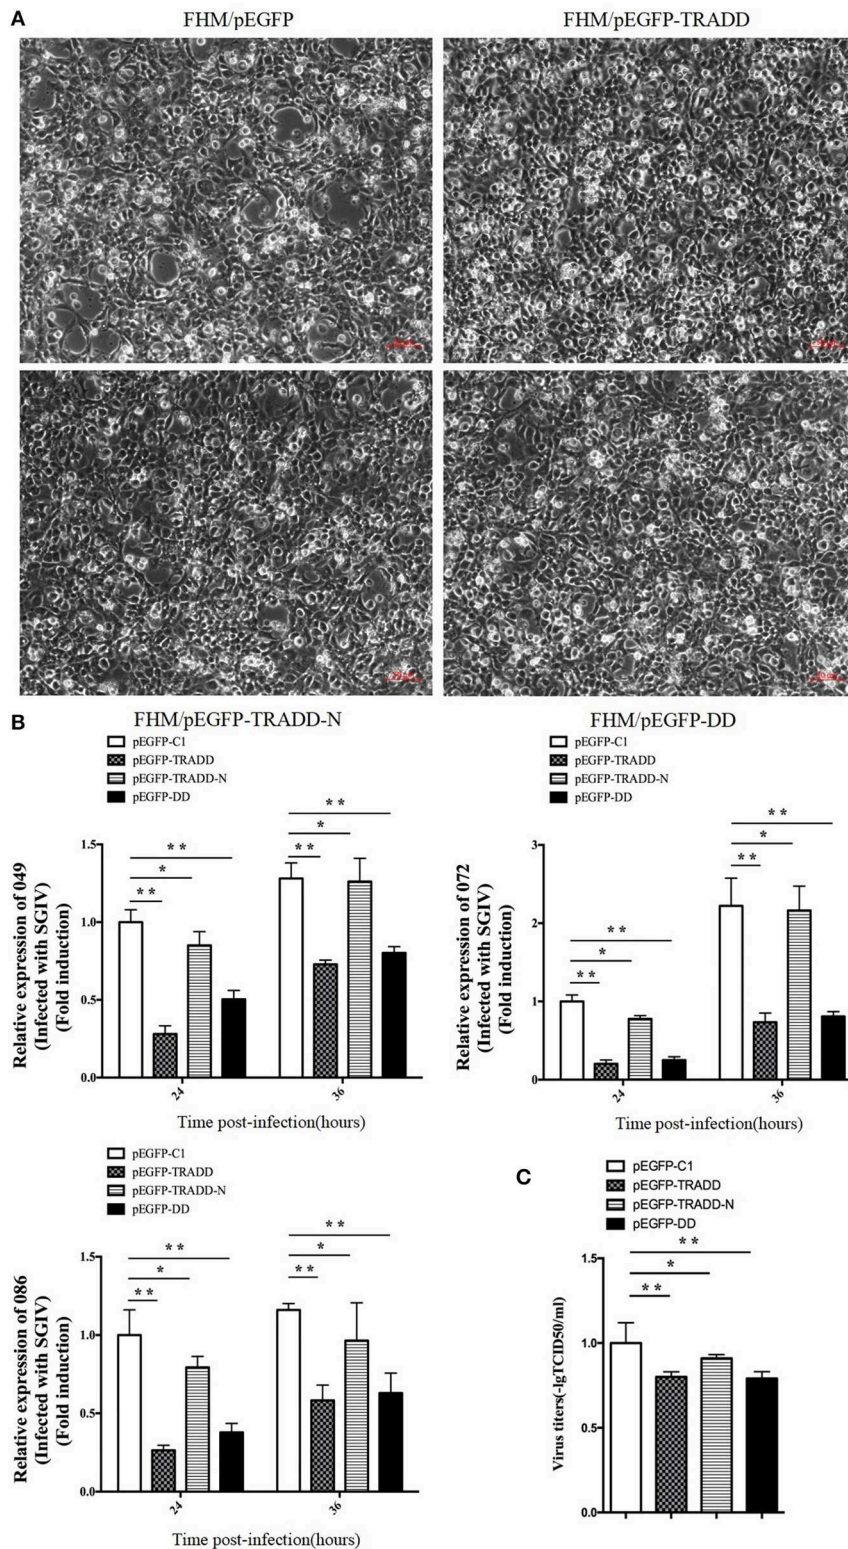 A
FHM/pEGFP
FHM/pEGFP-TRADD
FHM/pEGFP-TRADD-N
FHM/pEGFP-DD
B
pEGFP-C1
pEGFP-TRADD
pEGFP-TRADD-N
pEGFP-DD
Relative expression of 049
(Infected with SGIV)
(Fold induction)
1.5
1.0
0.5
0.0
* *
*
* *
* *
*
* *
24
36
Time post-infection(hours)
pEGFP-C1
pEGFP-TRADD
pEGFP-TRADD-N
pEGFP-DD
Relative expression of 072
(Infected with SGIV)
(Fold induction)
3
2
1
0
* *
*
* *
* *
*
* *
24
36
Time post-infection(hours)
pEGFP-C1
pEGFP-TRADD
pEGFP-TRADD-N
pEGFP-DD
Relative expression of 086
(Infected with SGIV)
(Fold induction)
1.5
1.0
0.5
0.0
* *
*
* *
* *
*
* *
24
36
Time post-infection(hours)
C
pEGFP-C1
pEGFP-TRADD
pEGFP-TRADD-N
pEGFP-DD
Virus titers(-lgTCID50/ml)
1.5
1.0
0.5
0.0
* *
*
* *